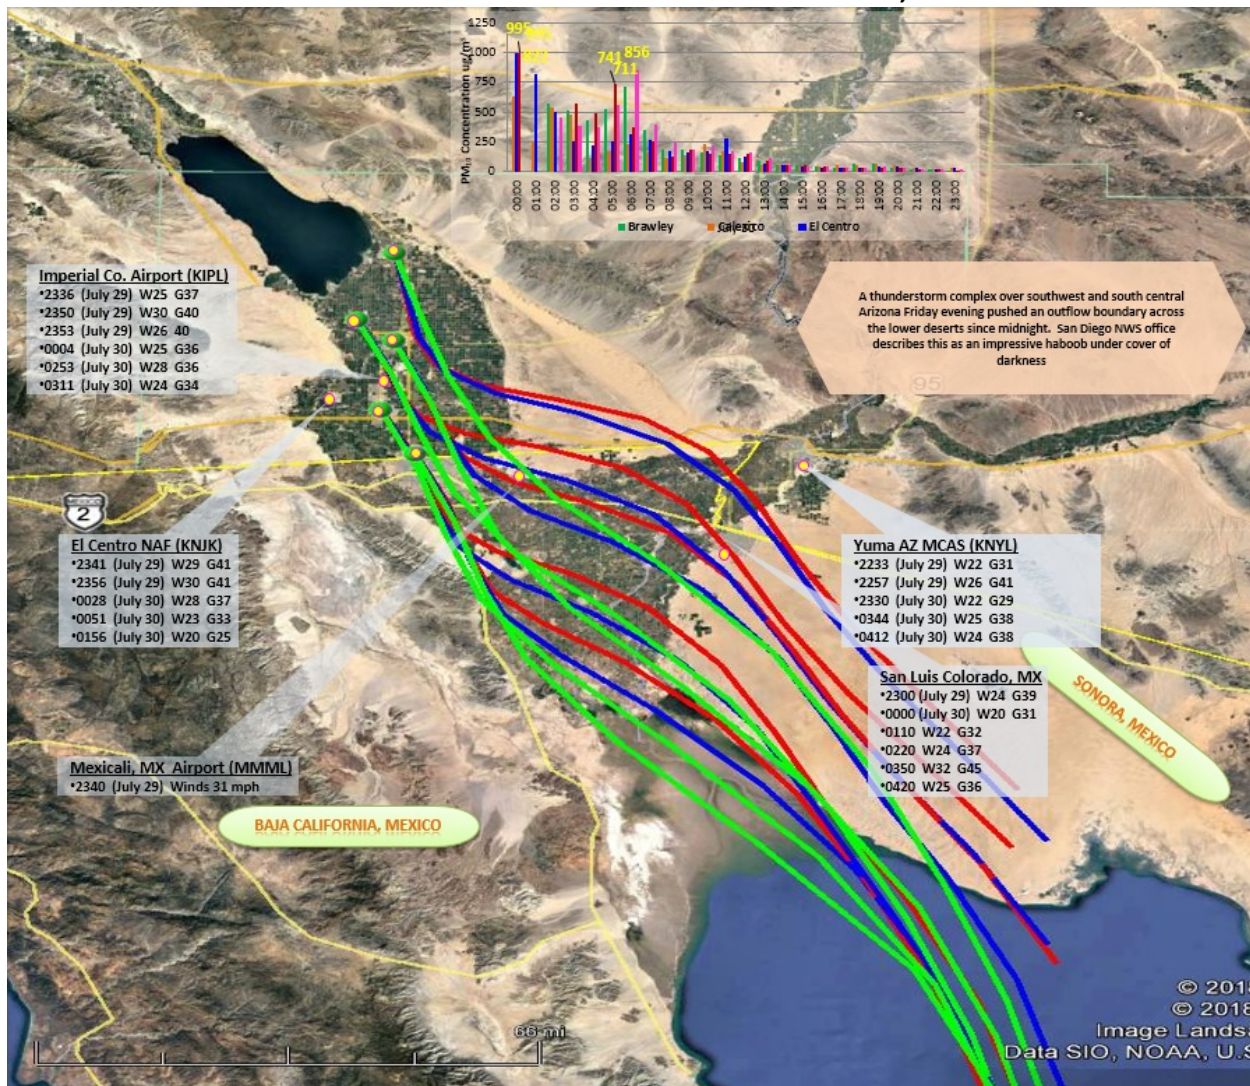 1250
1000
750
500
250
0
PM₁₀ Concentration ug/m³
995
741
711
856
00:00
01:00
02:00
03:00
04:00
05:00
06:00
07:00
08:00
09:00
10:00
11:00
12:00
13:00
14:00
15:00
16:00
17:00
18:00
19:00
20:00
21:00
22:00
23:00
Brawley Calexico El Centro
July 30
Imperial Co. Airport (KIPL)
•2336 (July 29) W25 G37
•2350 (July 29) W30 G40
•2353 (July 29) W26 40
•0004 (July 30) W25 G36
•0253 (July 30) W28 G36
•0311 (July 30) W24 G34
A thunderstorm complex over southwest and south central
Arizona Friday evening pushed an outflow boundary across
the lower deserts since midnight. San Diego NWS office
describes this as an impressive haboob under cover of
darkness
95
2
El Centro NAF (KNJK)
•2341 (July 29) W29 G41
•2356 (July 29) W30 G41
•0028 (July 30) W28 G37
•0051 (July 30) W23 G33
•0156 (July 30) W20 G25
Yuma AZ MCAS (KNYL)
•2233 (July 29) W22 G31
•2257 (July 29) W26 G41
•2330 (July 30) W22 G29
•0344 (July 30) W25 G38
•0412 (July 30) W24 G38
San Luis Colorado, MX
•2300 (July 29) W24 G39
•0000 (July 30) W20 G31
•0110 W22 G32
•0220 W24 G37
•0350 W32 G45
•0420 W25 G36
SONORA, MEXICO
Mexicali, MX Airport (MMML)
•2340 (July 29) Winds 31 mph
BAJA CALIFORNIA, MEXICO
66 mi
© 201
© 2018
Image Lands
Data SIO, NOAA, U.S